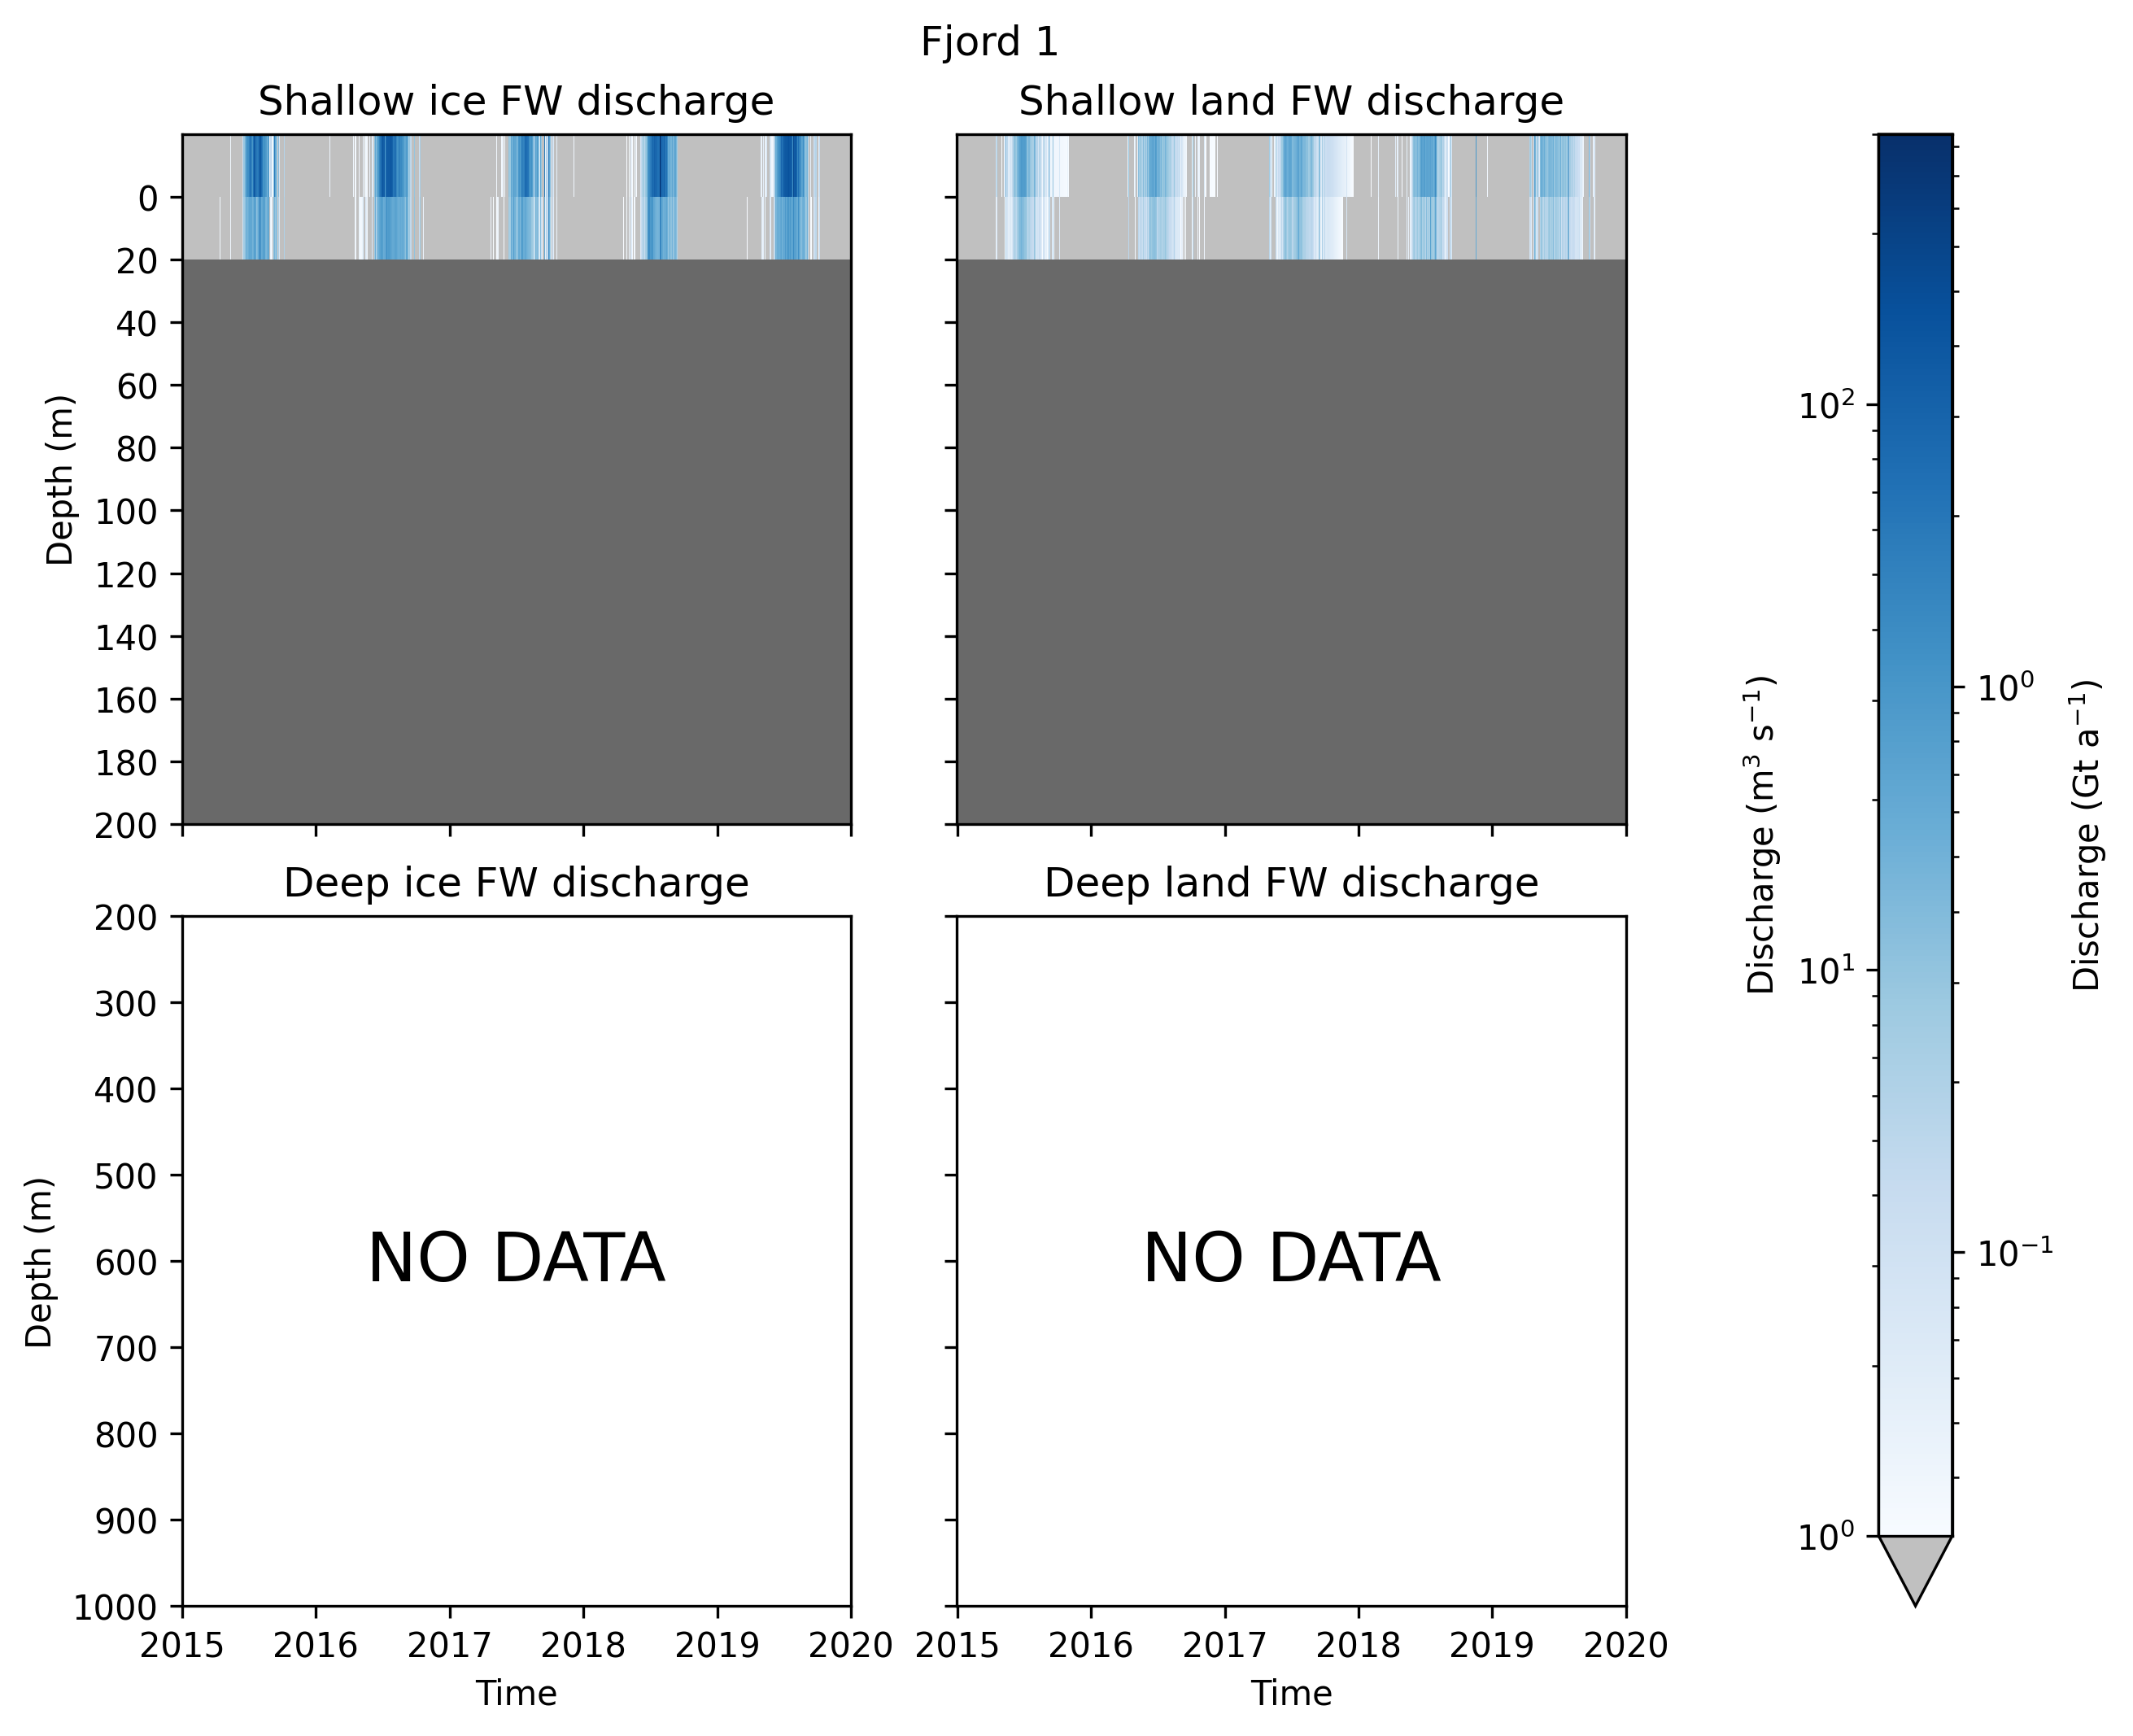 Fjord 1
Shallow ice FW discharge
Shallow land FW discharge
0
20
40
60
80
100
120
140
160
180
200
Depth (m)
Deep ice FW discharge
Deep land FW discharge
200
300
400
500
600
700
800
900
1000
Depth (m)
NO DATA
NO DATA
2015 2016 2017 2018 2019 2020
2015 2016 2017 2018 2019 2020
Time
Time
10²
10¹
10⁰
Discharge (m³ s⁻¹)
10⁰
10⁻¹
Discharge (Gt a⁻¹)